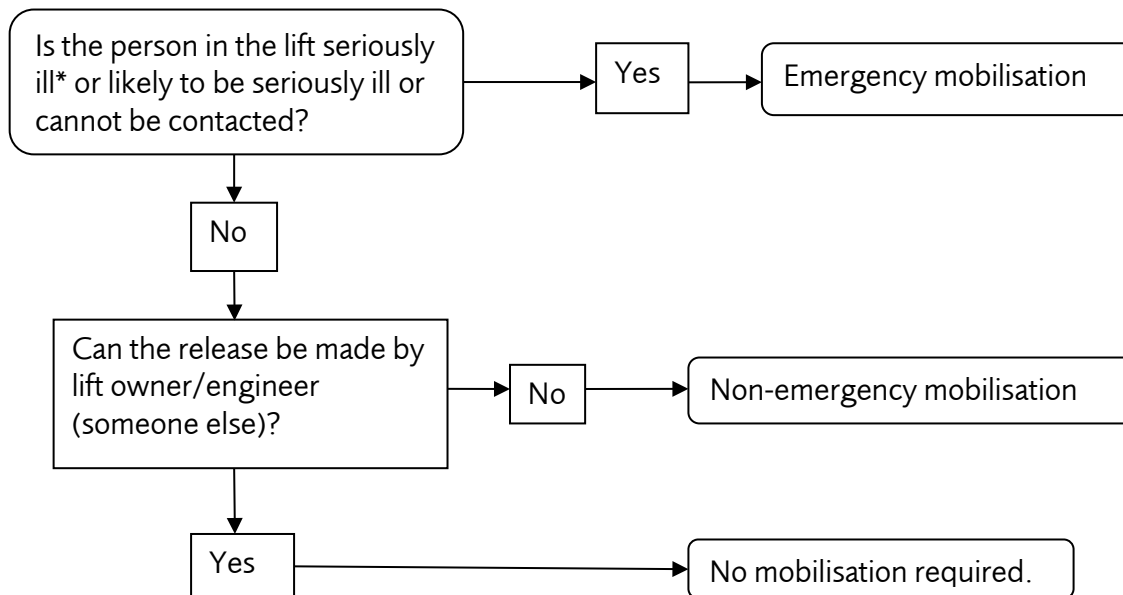 Is the person in the lift seriously
ill* or likely to be seriously ill or
cannot be contacted?
Yes
Emergency mobilisation
No
Can the release be made by
lift owner/engineer
(someone else)?
No
Non-emergency mobilisation
Yes
No mobilisation required.